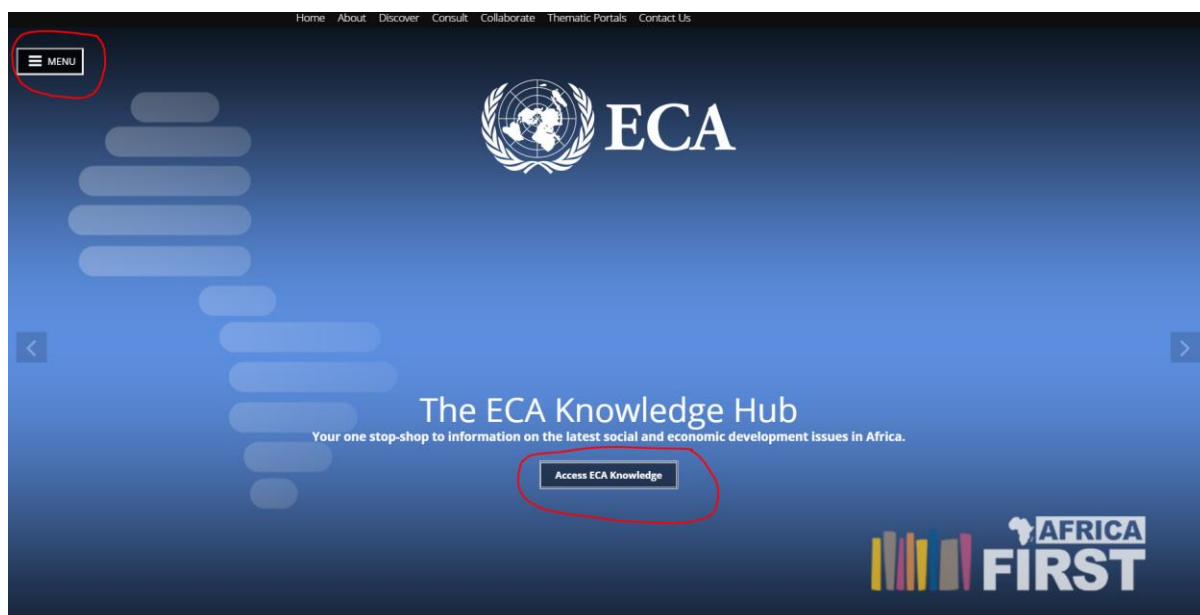 Home About Discover Consult Collaborate Thematic Portals Contact Us
MENU
ECA
The ECA Knowledge Hub
Your one stop-shop to information on the latest social and economic development issues in Africa.
Access ECA Knowledge
AFRICA
FIRST